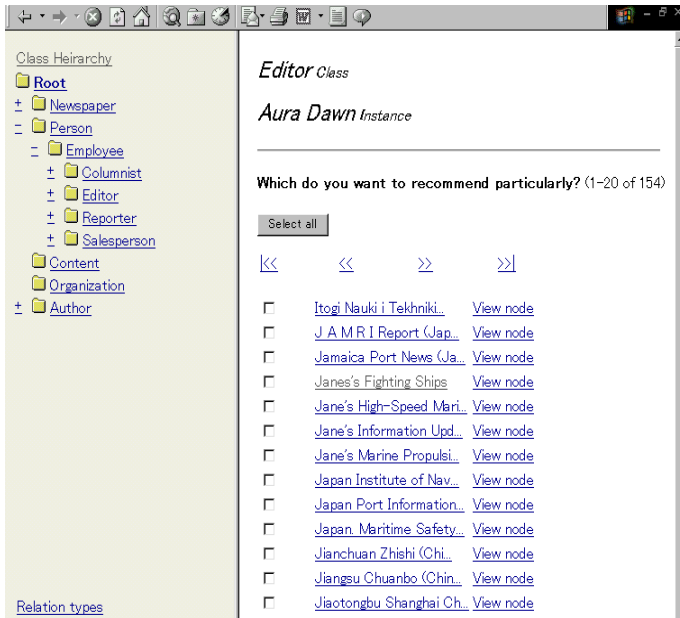 Class Heirarchy
Root
+ Newspaper
- Person
- Employee
+ Columnist
+ Editor
+ Reporter
+ Salesperson
Content
Organization
+ Author
Relation types
Editor Class
Aura Dawn Instance
Which do you want to recommend particularly? (1-20 of 154)
Select all
|<< << >> >>|
Itogi Nauki i Tekhniki... View node
J A M R I Report (Jap... View node
Jamaica Port News (Ja... View node
Janes's Fighting Ships View node
Jane's High-Speed Mari... View node
Jane's Information Upd... View node
Jane's Marine Propulsi... View node
Japan Institute of Nav... View node
Japan Port Information... View node
Japan. Maritime Safety... View node
Jianchuan Zhishi (Chi... View node
Jiangsu Chuanbo (Chin... View node
Jiaotongbu Shanghai Ch... View node